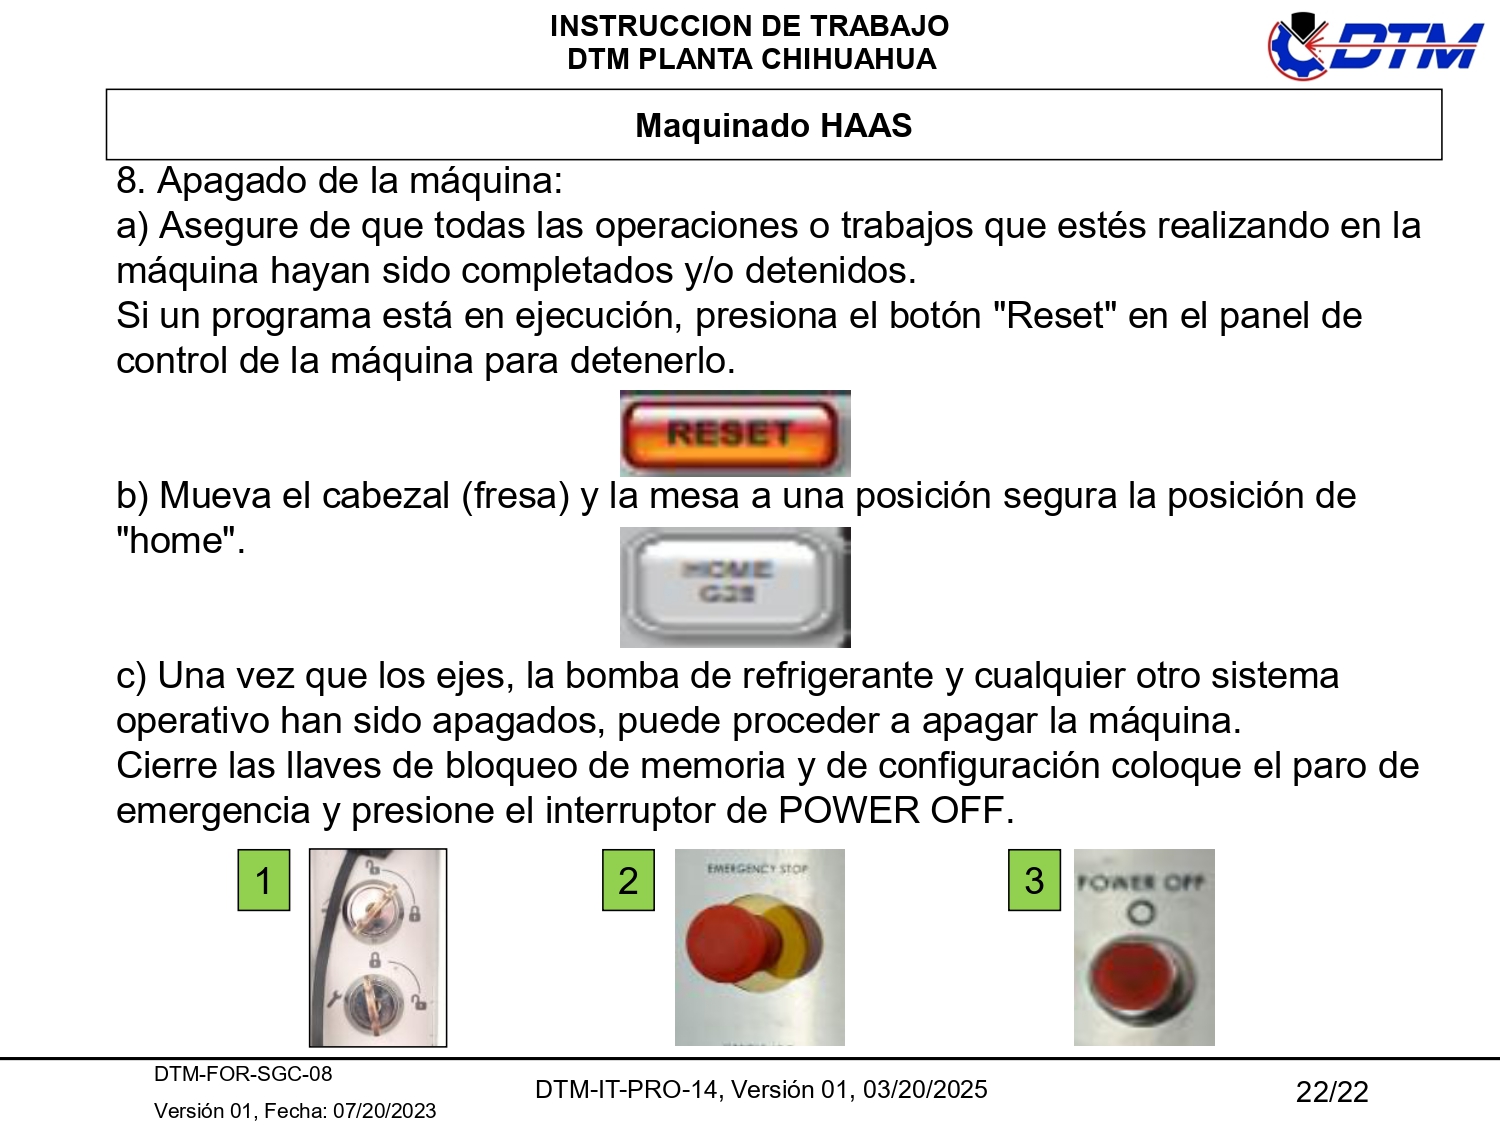 INSTRUCCION DE TRABAJO
DTM PLANTA CHIHUAHUA
DTM
Maquinado HAAS
8. Apagado de la máquina:
a) Asegure de que todas las operaciones o trabajos que estés realizando en la
máquina hayan sido completados y/o detenidos.
Si un programa está en ejecución, presiona el botón "Reset" en el panel de
control de la máquina para detenerlo.
RESET
b) Mueva el cabezal (fresa) y la mesa a una posición segura la posición de
"home".
HOME
G28
c) Una vez que los ejes, la bomba de refrigerante y cualquier otro sistema
operativo han sido apagados, puede proceder a apagar la máquina.
Cierre las llaves de bloqueo de memoria y de configuración coloque el paro de
emergencia y presione el interruptor de POWER OFF.
1
2
EMERGENCY STOP
3
POWER OFF
DTM-FOR-SGC-08
Versión 01, Fecha: 07/20/2023
DTM-IT-PRO-14, Versión 01, 03/20/2025
22/22